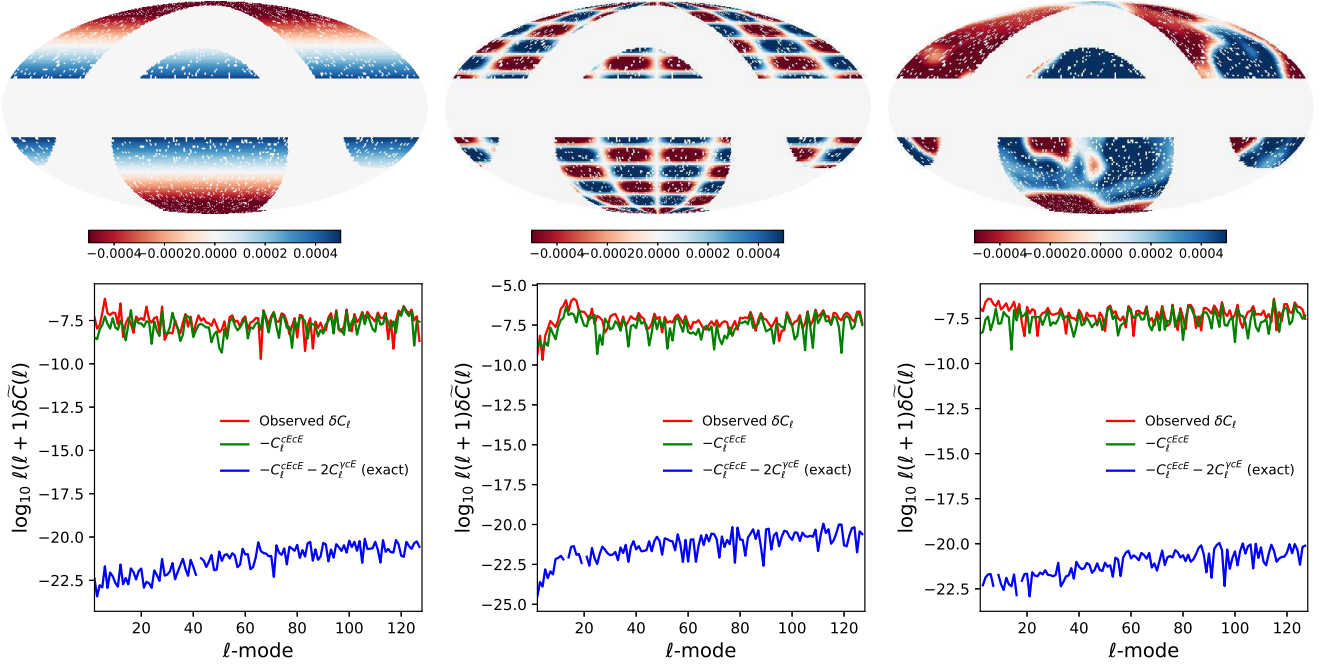 −0.0004−0.00020.0000 0.0002 0.0004
−0.0004−0.00020.0000 0.0002 0.0004
−0.0004−0.00020.0000 0.0002 0.0004
log₁₀ ℓ(ℓ + 1)δC̃(ℓ)
−7.5
−10.0
−12.5
−15.0
−17.5
−20.0
−22.5
Observed δCℓ
−Cℓ^{cEcE}
−Cℓ^{cEcE} − 2Cℓ^{γcE} (exact)
20 40 60 80 100 120
ℓ-mode
log₁₀ ℓ(ℓ + 1)δC̃(ℓ)
−5.0
−7.5
−10.0
−12.5
−15.0
−17.5
−20.0
−22.5
−25.0
Observed δCℓ
−Cℓ^{cEcE}
−Cℓ^{cEcE} − 2Cℓ^{γcE} (exact)
20 40 60 80 100 120
ℓ-mode
log₁₀ ℓ(ℓ + 1)δC̃(ℓ)
−7.5
−10.0
−12.5
−15.0
−17.5
−20.0
−22.5
Observed δCℓ
−Cℓ^{cEcE}
−Cℓ^{cEcE} − 2Cℓ^{γcE} (exact)
20 40 60 80 100 120
ℓ-mode